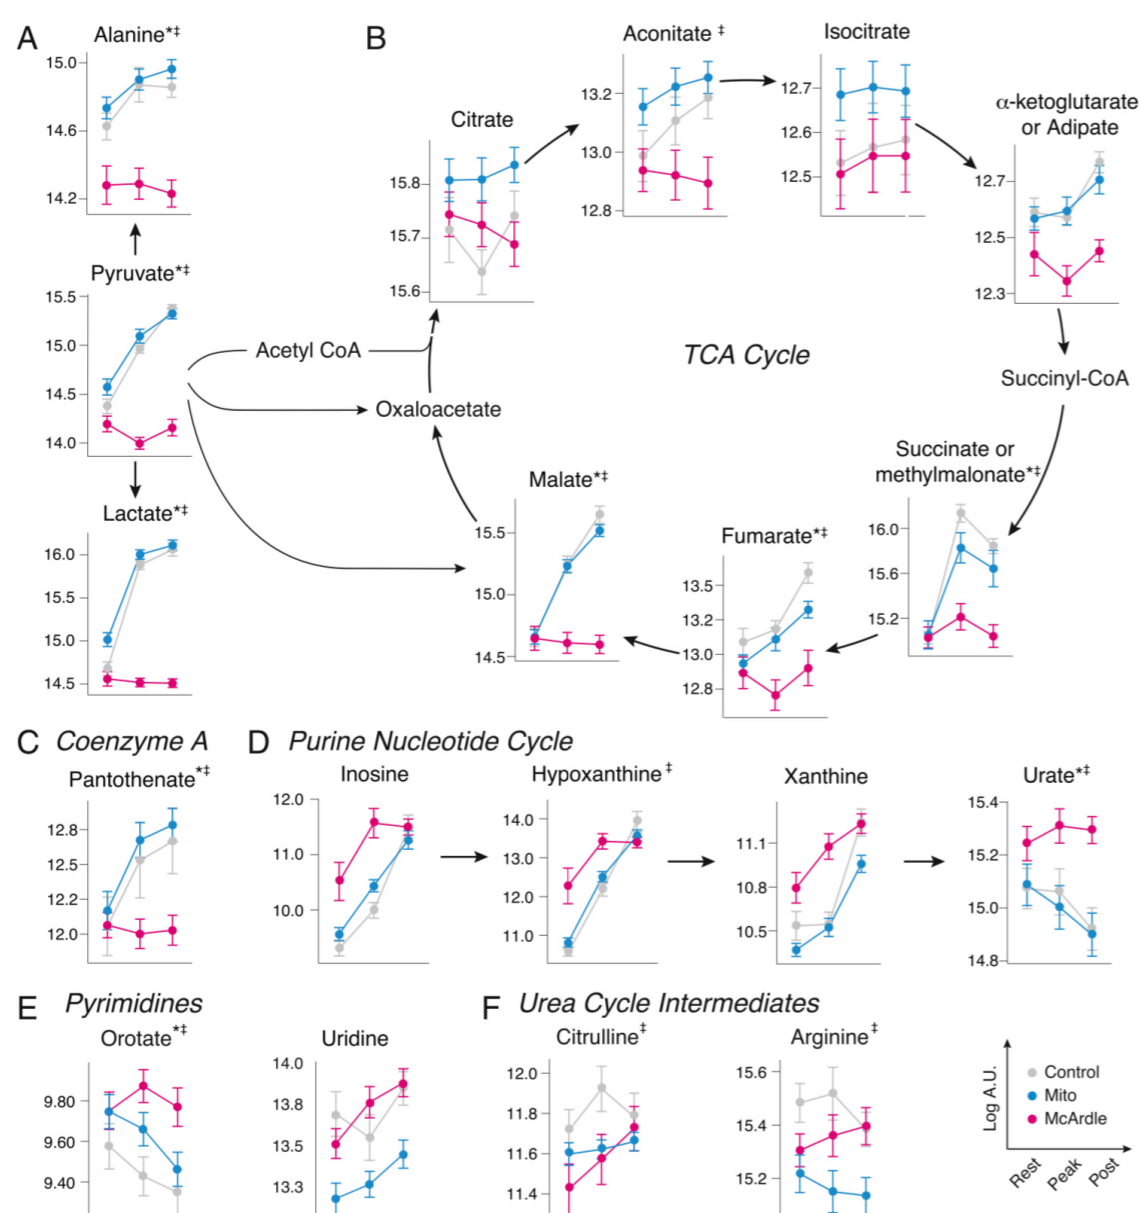 A
Alanine*‡
15.0
14.6
14.2
Pyruvate*‡
15.5
15.0
14.5
14.0
Lactate*‡
16.0
15.5
15.0
14.5
B
Citrate
15.8
15.7
15.6
Aconitate ‡
13.2
13.0
12.8
Isocitrate
12.7
12.6
12.5
α-ketoglutarate
or Adipate
12.7
12.5
12.3
Acetyl CoA
Oxaloacetate
TCA Cycle
Succinyl-CoA
Succinate or
methylmalonate*‡
16.0
15.6
15.2
Fumarate*‡
13.5
13.2
13.0
12.8
Malate*‡
15.5
15.0
14.5
C Coenzyme A
Pantothenate*‡
12.8
12.5
12.2
12.0
D Purine Nucleotide Cycle
Inosine
12.0
11.0
10.0
Hypoxanthine ‡
14.0
13.0
12.0
11.0
Xanthine
11.1
10.8
10.5
Urate*‡
15.4
15.2
15.0
14.8
E Pyrimidines
Orotate*‡
9.80
9.60
9.40
Uridine
14.0
13.8
13.5
13.3
F Urea Cycle Intermediates
Citrulline‡
12.0
11.8
11.6
11.4
Arginine‡
15.6
15.4
15.2
Log A.U.
Control
Mito
McArdle
Rest
Peak
Post